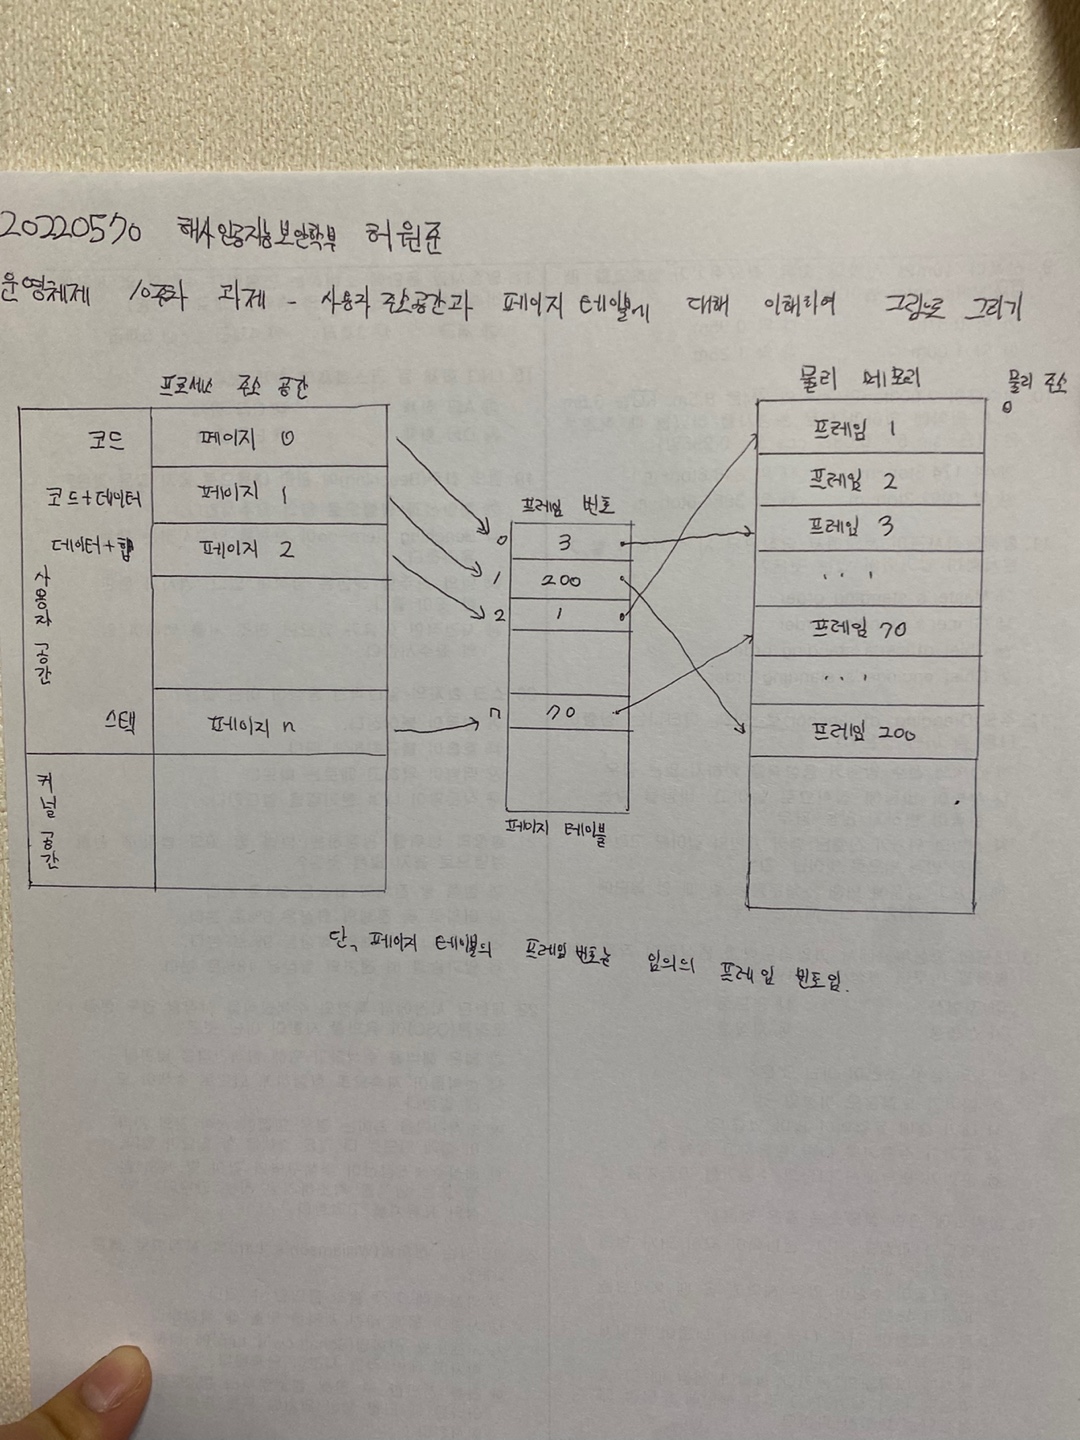 20220570 해사인공지능보안학부 허원준
운영체제 10주차 과제 - 사용자 주소공간과 페이지 테이블에 대해 이해하여 그림으로 그리기
프로세스 주소 공간
코드 페이지 0
코드+데이터 페이지 1
데이터+힙 페이지 2
사용자 공간
스택 페이지 n
커널 공간
프레임 번호
0 3
1 200
2 1
n 70
페이지 테이블
물리 메모리 물리 주소
0
프레임 1
프레임 2
프레임 3
...
프레임 70
...
프레임 200
단, 페이지 테이블의 프레임 번호는 임의의 프레임 번호임.